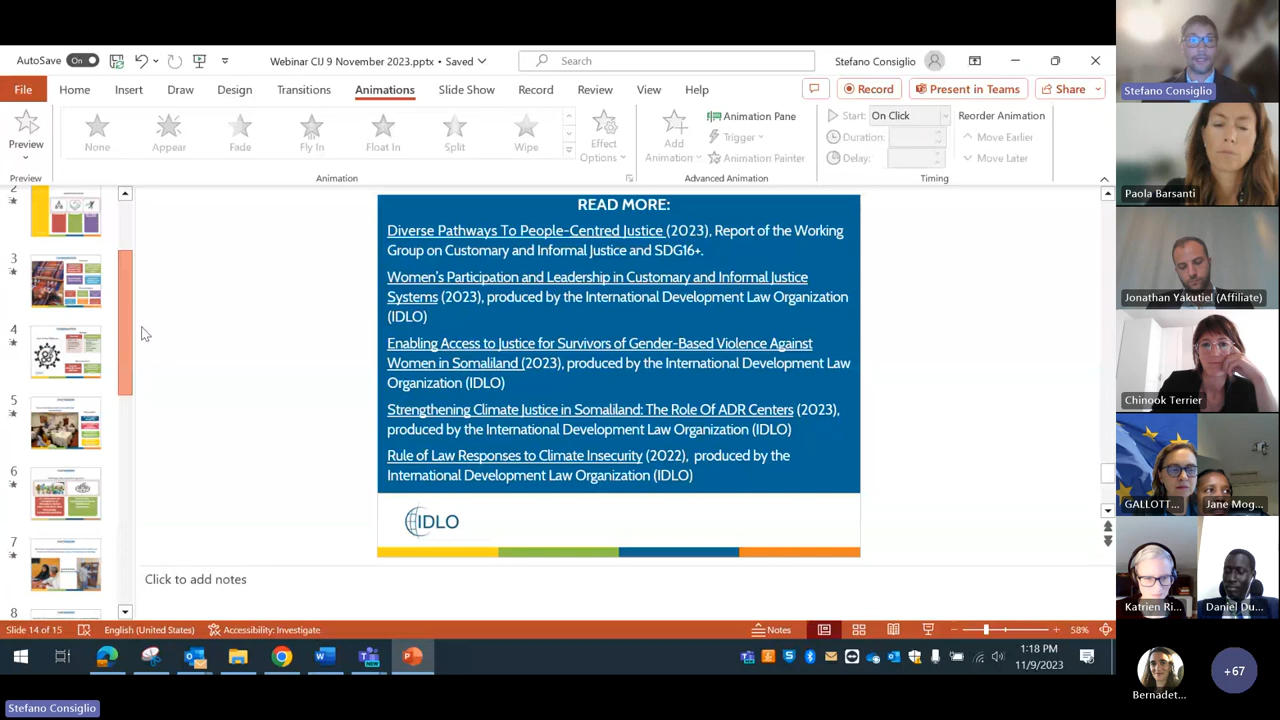 AutoSave On
Webinar CIJ 9 November 2023.pptx • Saved
Search
Stefano Consiglio
File Home Insert Draw Design Transitions Animations Slide Show Record Review View Help
Record Present in Teams Share
Preview
None Appear Fade Fly In Float In Split Wipe
Effect Options
Add Animation
Animation Pane
Trigger
Animation Painter
Start: On Click
Duration:
Delay:
Reorder Animation
Move Earlier
Move Later
Preview Animation Advanced Animation Timing
2
3
4
5
6
7
8
READ MORE:
Diverse Pathways To People-Centred Justice (2023), Report of the Working
Group on Customary and Informal Justice and SDG16+.
Women's Participation and Leadership in Customary and Informal Justice
Systems (2023), produced by the International Development Law Organization
(IDLO)
Enabling Access to Justice for Survivors of Gender-Based Violence Against
Women in Somaliland (2023), produced by the International Development Law
Organization (IDLO)
Strengthening Climate Justice in Somaliland: The Role Of ADR Centers (2023),
produced by the International Development Law Organization (IDLO)
Rule of Law Responses to Climate Insecurity (2022), produced by the
International Development Law Organization (IDLO)
IDLO
Click to add notes
Slide 14 of 15 English (United States) Accessibility: Investigate Notes 58%
1:18 PM
11/9/2023
Stefano Consiglio
Stefano Consiglio
Paola Barsanti
Jonathan Yakutiel (Affiliate)
Chinook Terrier
GALLOTT... Jane Mog...
Katrien Ri... Daniel Du...
Bernadet... +67